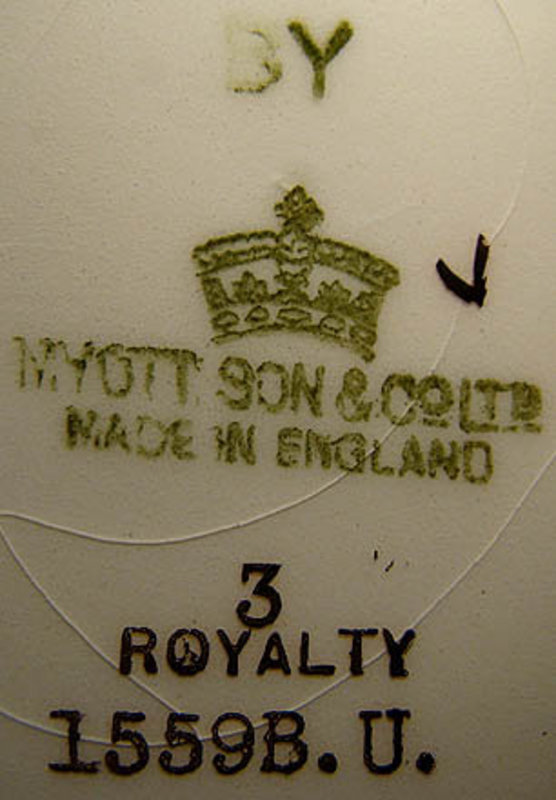 BY
MYOTT. SON & CO LTD
MADE IN ENGLAND
3
ROYALTY
1559B.U.